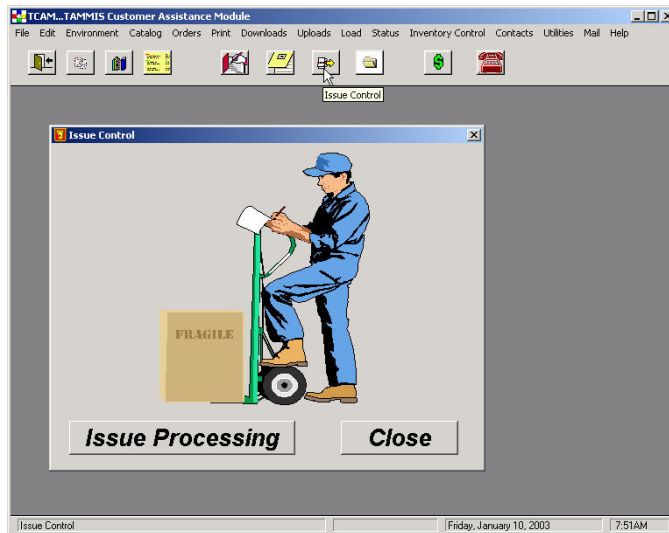 TCAM...TAMMIS Customer Assistance Module
File Edit Environment Catalog Orders Print Downloads Uploads Load Status Inventory Control Contacts Utilities Mail Help
Issue Control
Issue Control
FRAGILE
Issue Processing Close
Issue Control Friday, January 10, 2003 7:51AM